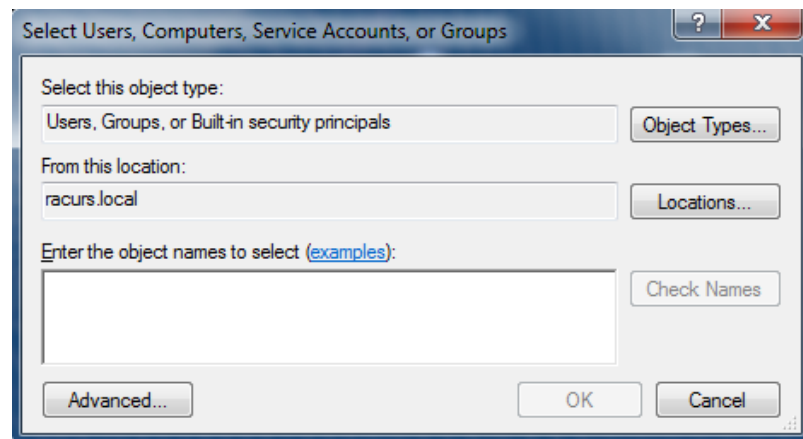 Select Users, Computers, Service Accounts, or Groups
?
X
Select this object type:
Users, Groups, or Built-in security principals
Object Types...
From this location:
racurs.local
Locations...
Enter the object names to select (examples):
Check Names
Advanced...
OK
Cancel